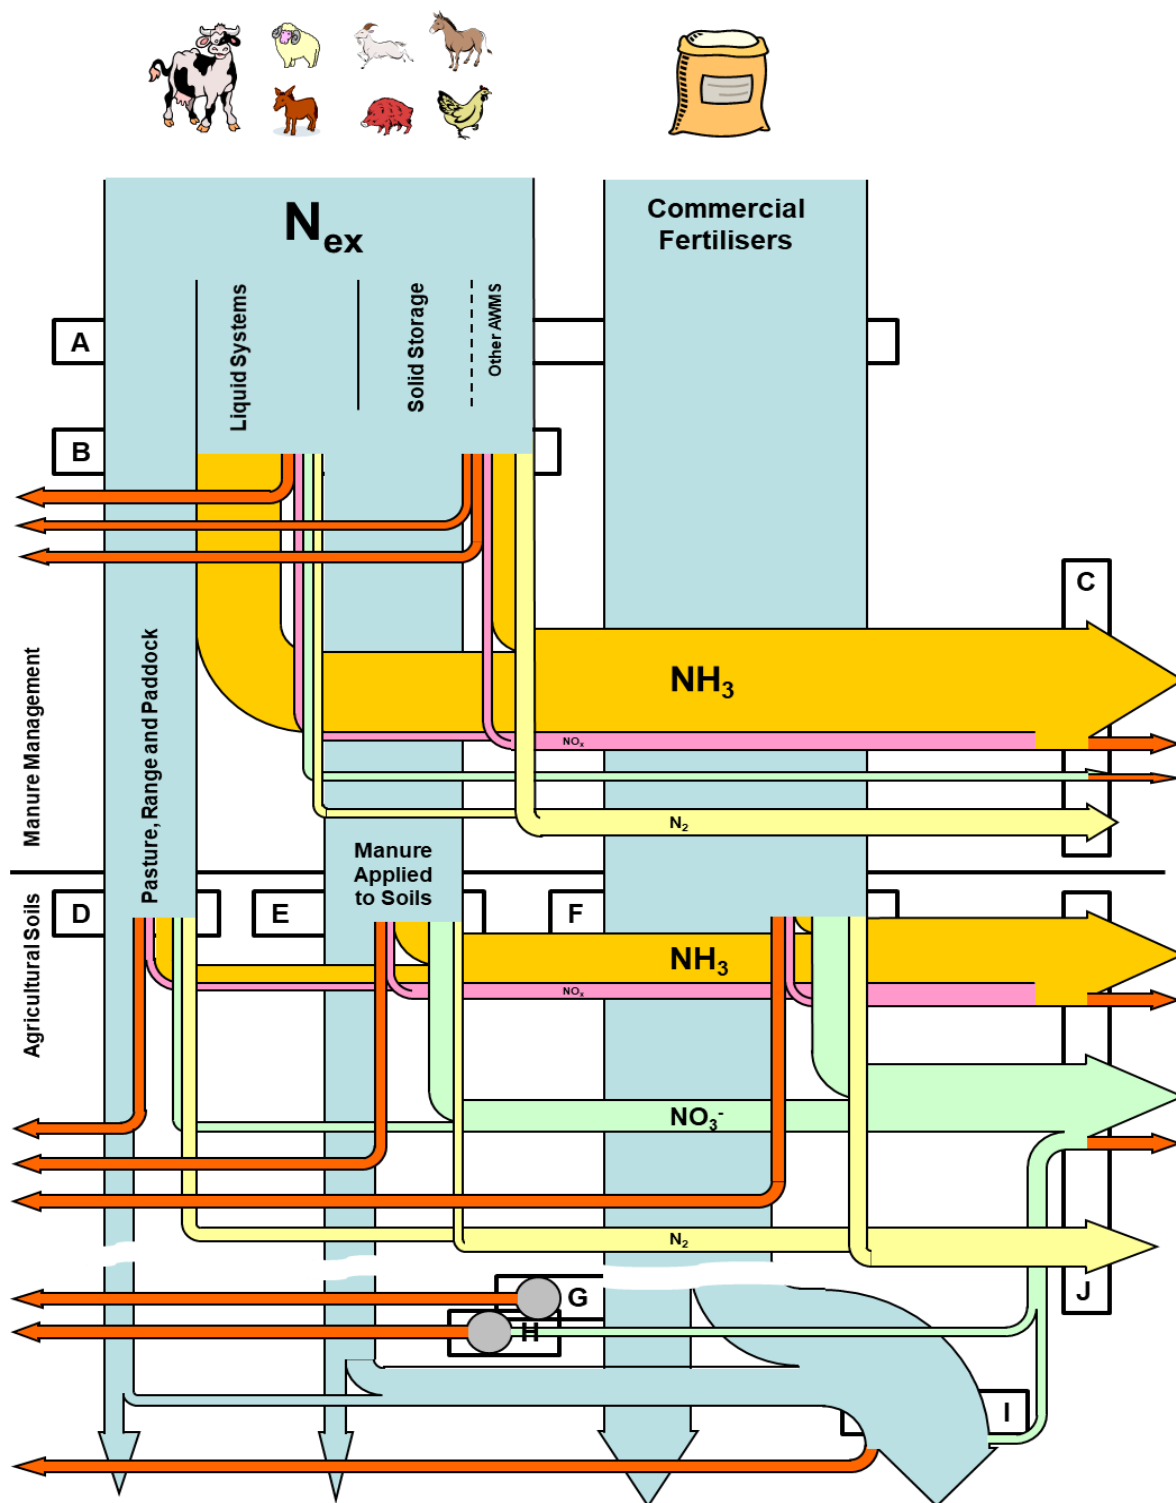 N_ex
Commercial
Fertilisers
Liquid Systems
Solid Storage
Other AWMS
A
B
C
Manure Management
Pasture, Range and Paddock
NH₃
NOₓ
N₂
Manure
Applied
to Soils
Agricultural Soils
D
E
F
NH₃
NOₓ
NO₃⁻
N₂
G
H
J
I